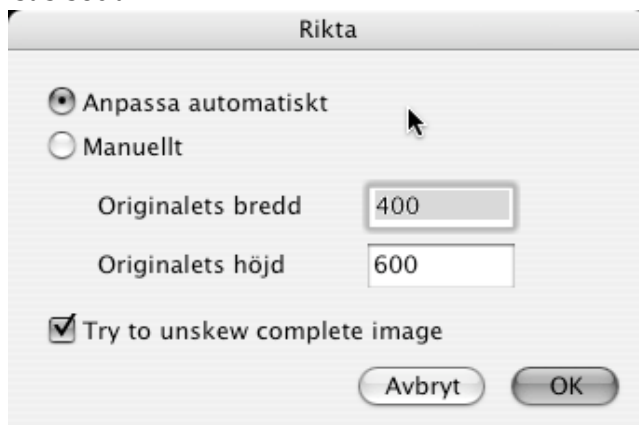 Rikta
Anpassa automatiskt
Manuellt
Originalets bredd 400
Originalets höjd 600
Try to unskew complete image
Avbryt OK